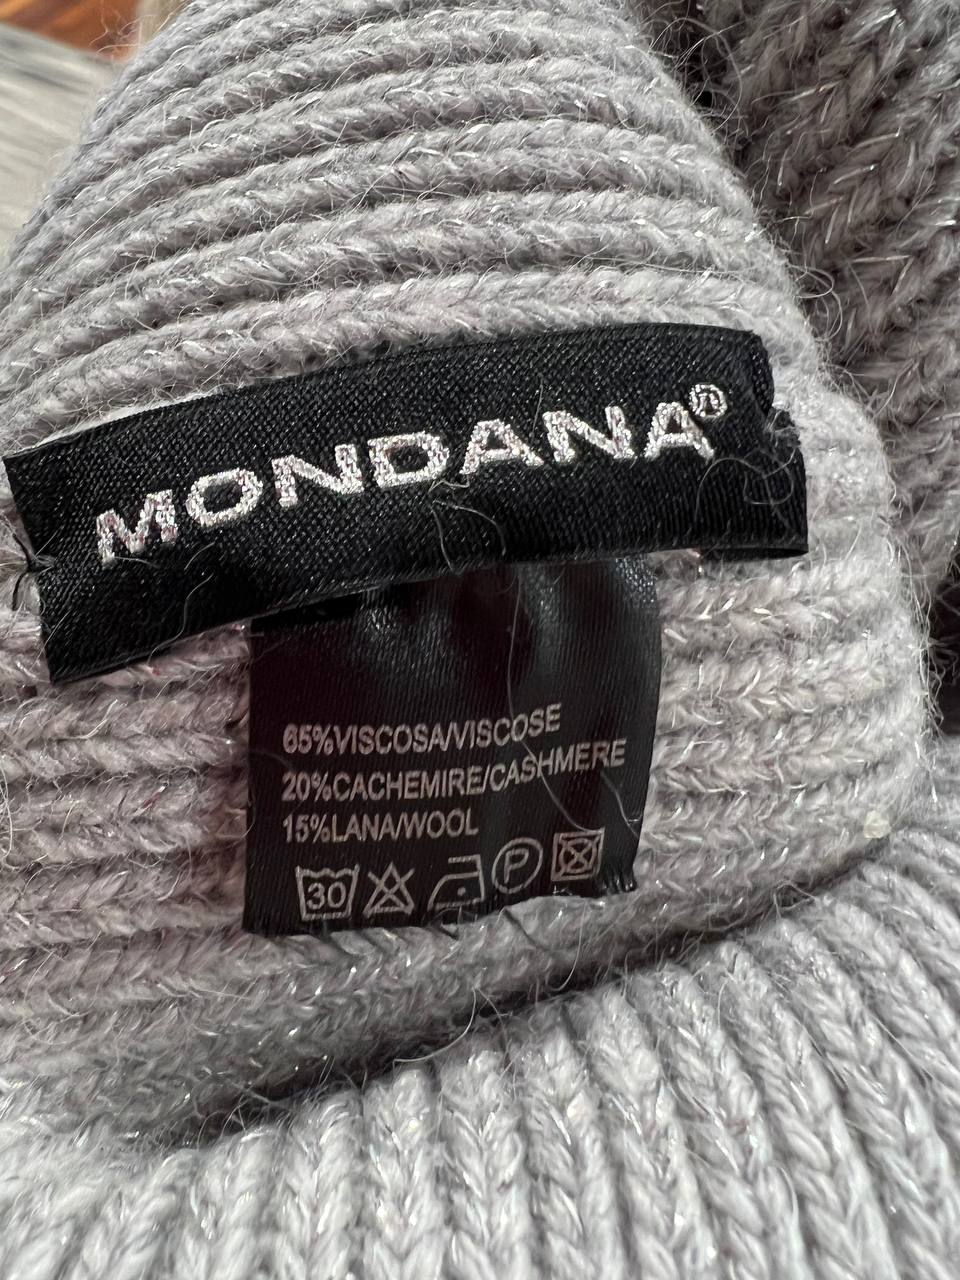 MONDANA®
65%VISCOSA/VISCOSE
20%CACHEMIRE/CASHMERE
15%LANA/WOOL
30 P